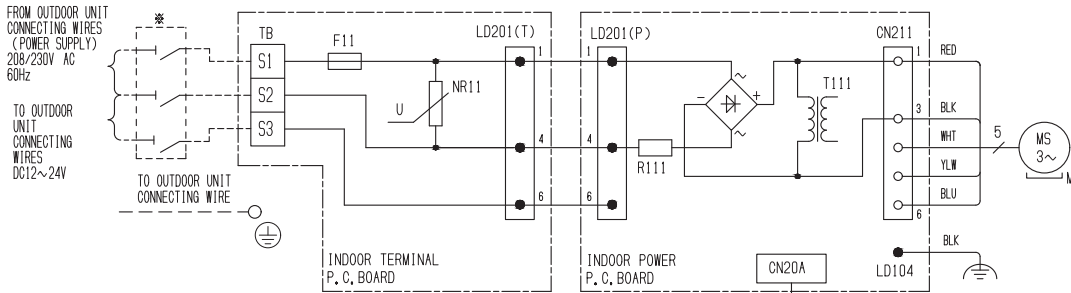 FROM OUTDOOR UNIT
CONNECTING WIRES
(POWER SUPPLY)
208/230V AC
60Hz
TO OUTDOOR
UNIT
CONNECTING
WIRES
DC12~24V
※
TB
S1
S2
S3
F11
NR11
U
LD201(T)
1
4
6
TO OUTDOOR UNIT
CONNECTING WIRE
INDOOR TERMINAL
P.C.BOARD
LD201(P)
1
4
6
R111
~
-
+
~
T111
CN211
1
3
6
RED
BLK
WHT
YLW
BLU
5
MS
3~
M
INDOOR POWER
P.C.BOARD
CN20A
LD104
BLK